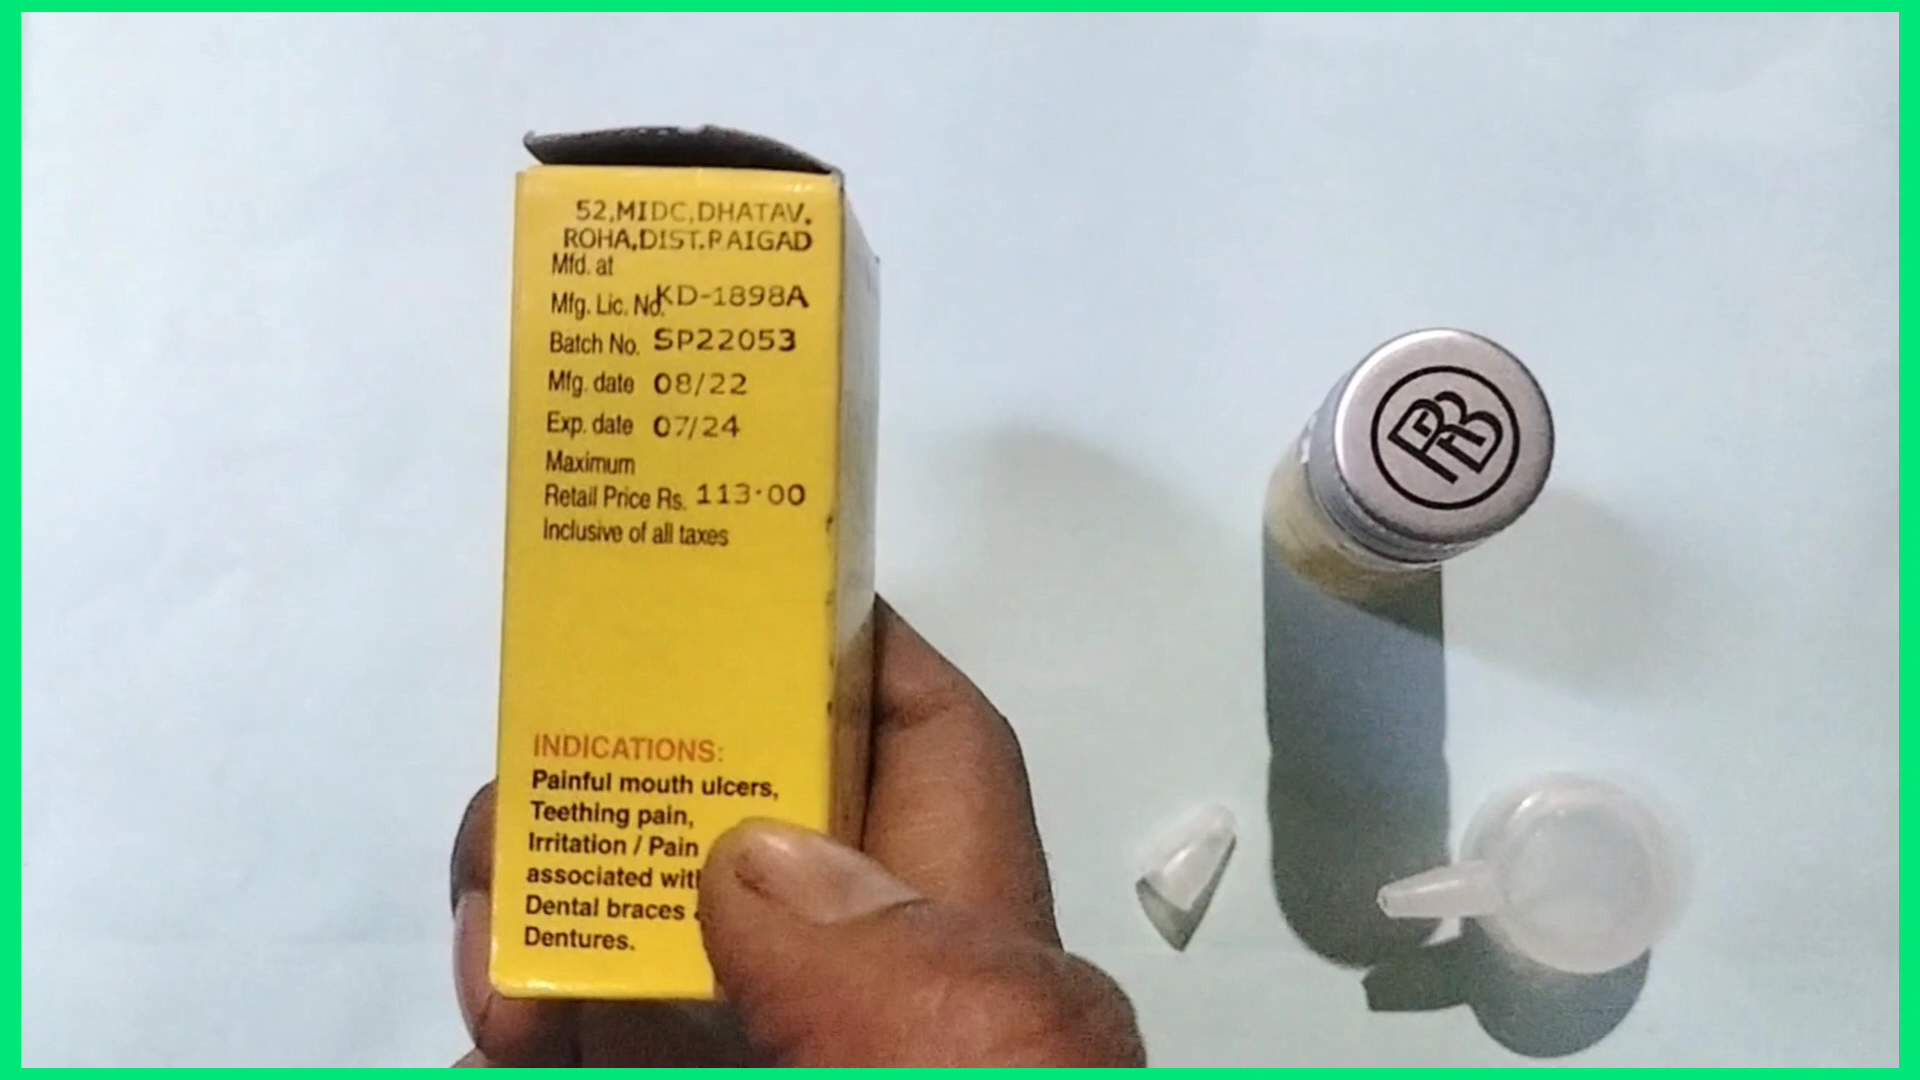 52,MIDC,DHATAV,
ROHA,DIST.RAIGAD
Mfd. at
Mfg. Lic. No. KD-1898A
Batch No. SP22053
Mfg. date 08/22
Exp. date 07/24
Maximum
Retail Price Rs. 113.00
Inclusive of all taxes
INDICATIONS:
Painful mouth ulcers,
Teething pain,
Irritation / Pain
associated
Dental braces
Dentures.